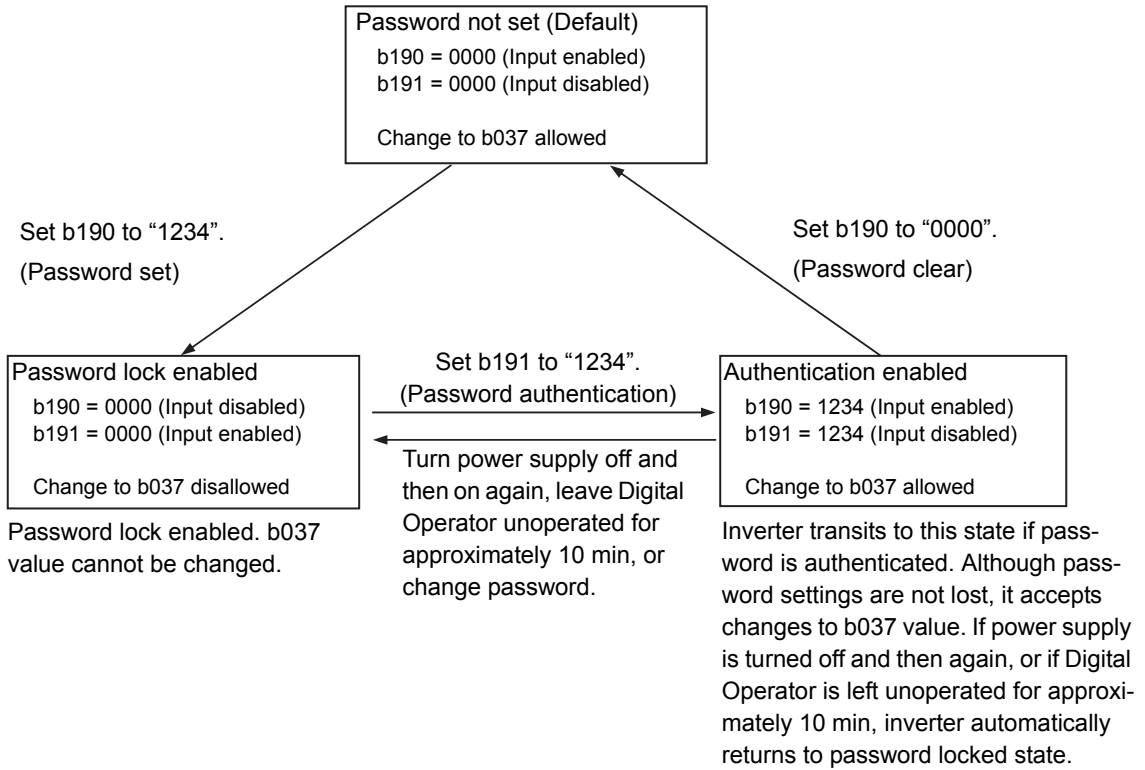 Password not set (Default)
b190 = 0000 (Input enabled)
b191 = 0000 (Input disabled)
Change to b037 allowed
Set b190 to “1234”.
(Password set)
Set b190 to “0000”.
(Password clear)
Password lock enabled
b190 = 0000 (Input disabled)
b191 = 0000 (Input enabled)
Change to b037 disallowed
Password lock enabled. b037
value cannot be changed.
Set b191 to “1234”.
(Password authentication)
Turn power supply off and
then on again, leave Digital
Operator unoperated for
approximately 10 min, or
change password.
Authentication enabled
b190 = 1234 (Input enabled)
b191 = 1234 (Input disabled)
Change to b037 allowed
Inverter transits to this state if pass-
word is authenticated. Although pass-
word settings are not lost, it accepts
changes to b037 value. If power supply
is turned off and then again, or if Digital
Operator is left unoperated for approxi-
mately 10 min, inverter automatically
returns to password locked state.